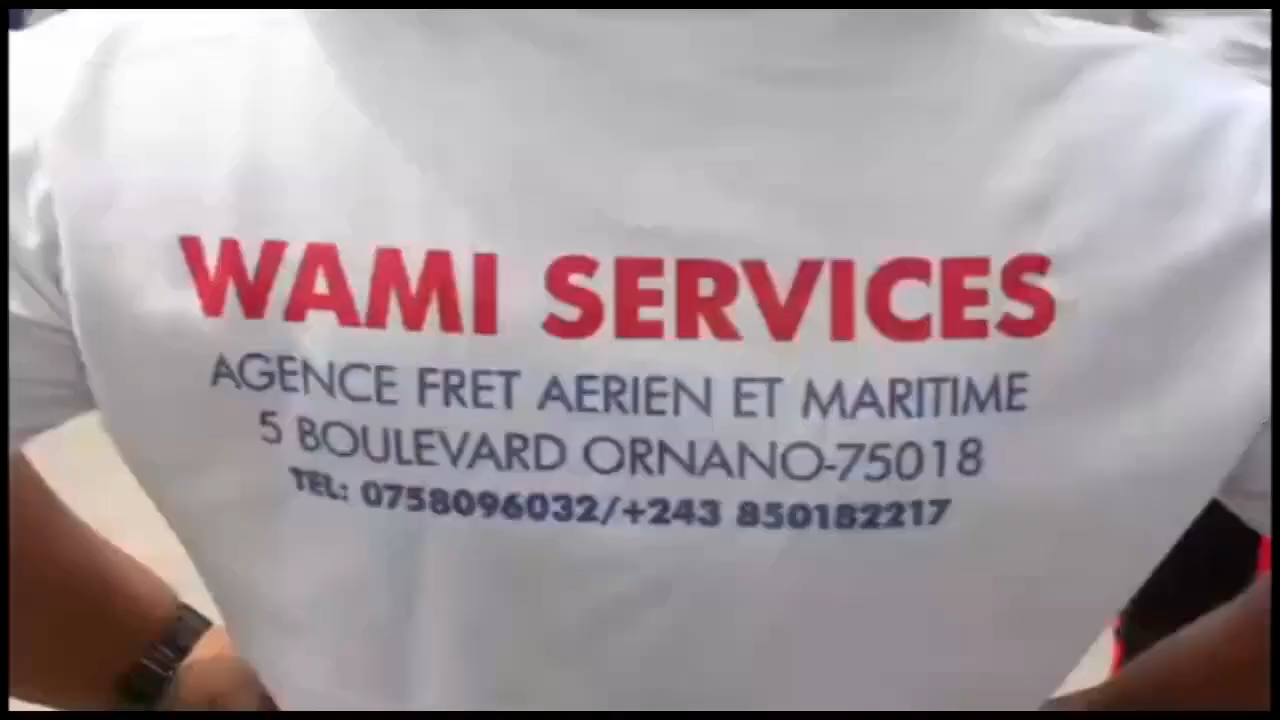 WAMI SERVICES
AGENCE FRET AERIEN ET MARITIME
5 BOULEVARD ORNANO-75018
TEL: 0758096032/+243 850182217